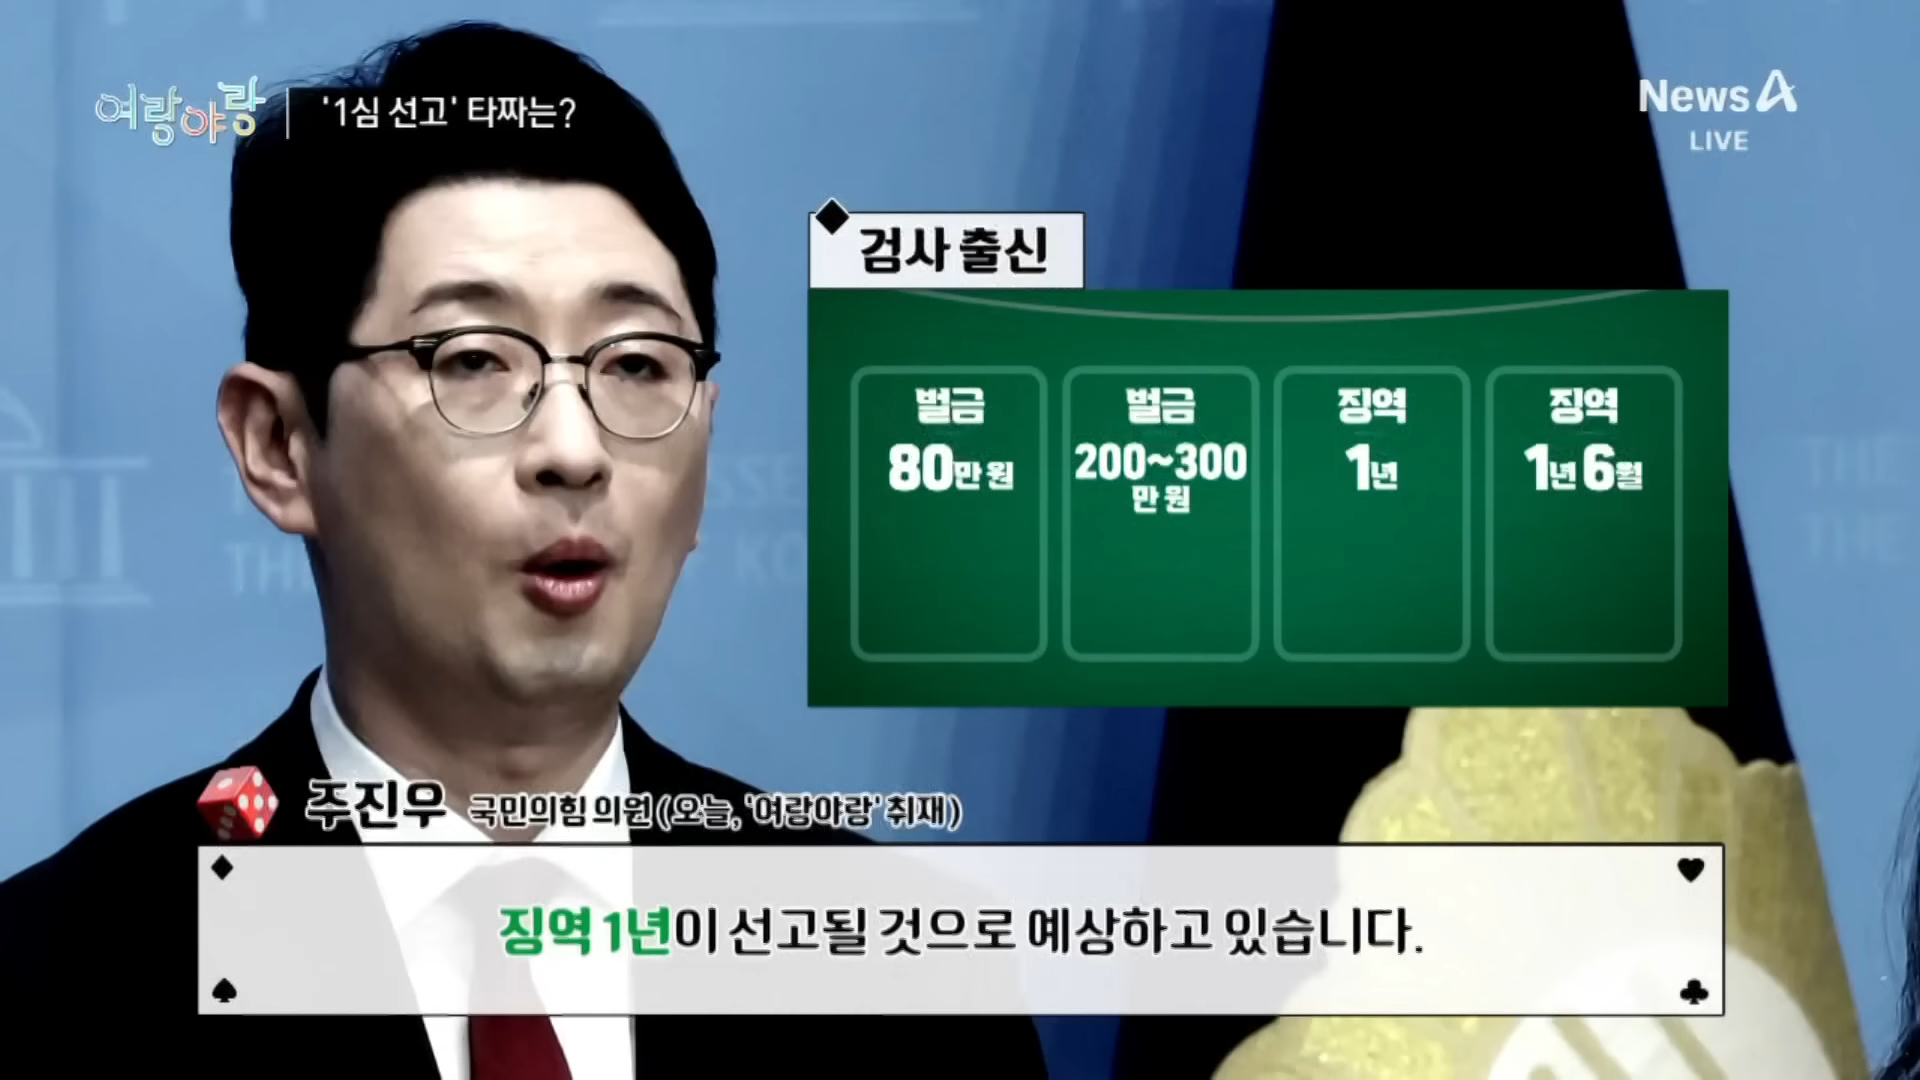 여랑야랑
'1심 선고' 타짜는?
News A
LIVE
검사 출신
벌금
80만 원
벌금
200~300
만 원
징역
1년
징역
1년 6월
THE
주진우 국민의힘 의원 (오늘, '여랑야랑' 취재)
징역 1년이 선고될 것으로 예상하고 있습니다.